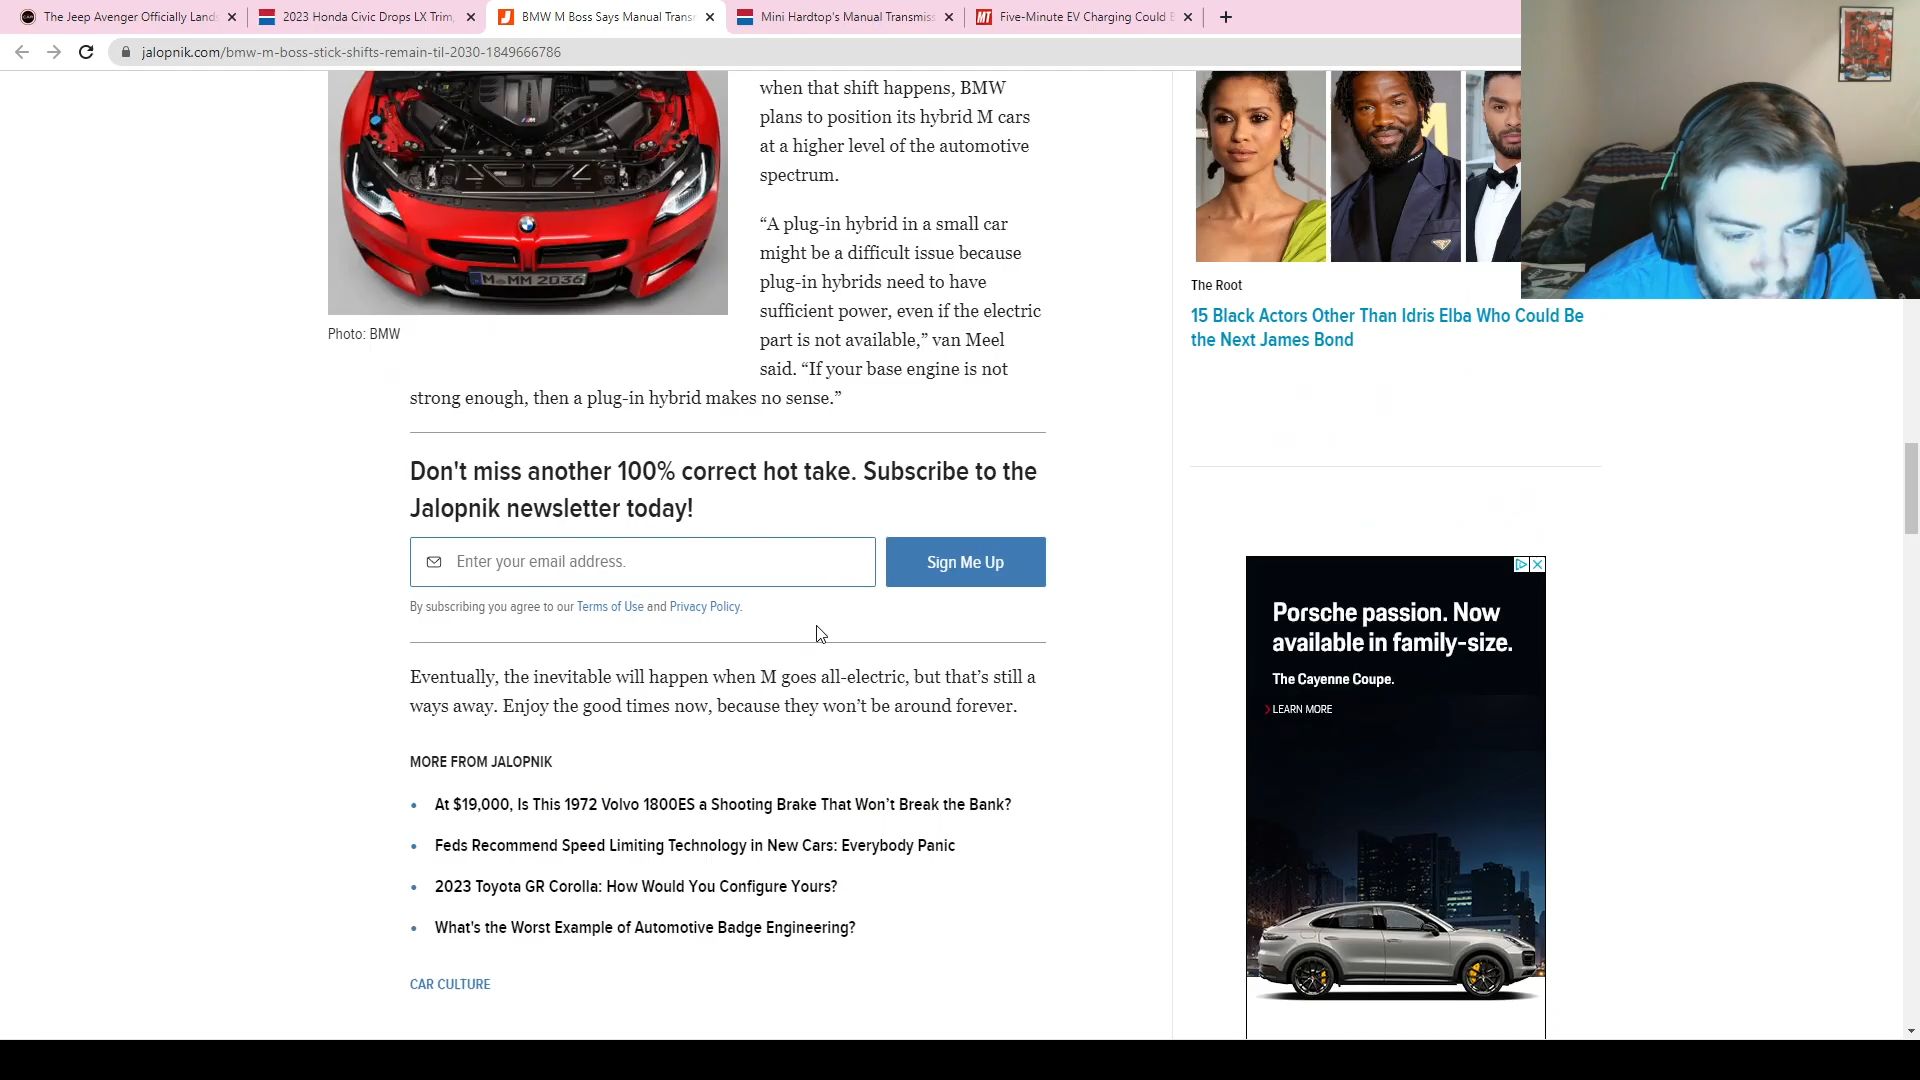 The Jeep Avenger Officially Land
2023 Honda Civic Drops LX Trim,
BMW M Boss Says Manual Transm
Mini Hardtop's Manual Transmiss
MT Five-Minute EV Charging Could B
jalopnik.com/bmw-m-boss-stick-shifts-remain-til-2030-1849666786
when that shift happens, BMW
plans to position its hybrid M cars
at a higher level of the automotive
spectrum.
M MM 2036
Photo: BMW
“A plug-in hybrid in a small car
might be a difficult issue because
plug-in hybrids need to have
sufficient power, even if the electric
part is not available,” van Meel
said. “If your base engine is not
strong enough, then a plug-in hybrid makes no sense.”
Don't miss another 100% correct hot take. Subscribe to the
Jalopnik newsletter today!
Enter your email address.
Sign Me Up
By subscribing you agree to our Terms of Use and Privacy Policy.
Eventually, the inevitable will happen when M goes all-electric, but that’s still a
ways away. Enjoy the good times now, because they won’t be around forever.
MORE FROM JALOPNIK
At $19,000, Is This 1972 Volvo 1800ES a Shooting Brake That Won’t Break the Bank?
Feds Recommend Speed Limiting Technology in New Cars: Everybody Panic
2023 Toyota GR Corolla: How Would You Configure Yours?
What's the Worst Example of Automotive Badge Engineering?
CAR CULTURE
The Root
15 Black Actors Other Than Idris Elba Who Could Be
the Next James Bond
Porsche passion. Now
available in family-size.
The Cayenne Coupe.
LEARN MORE